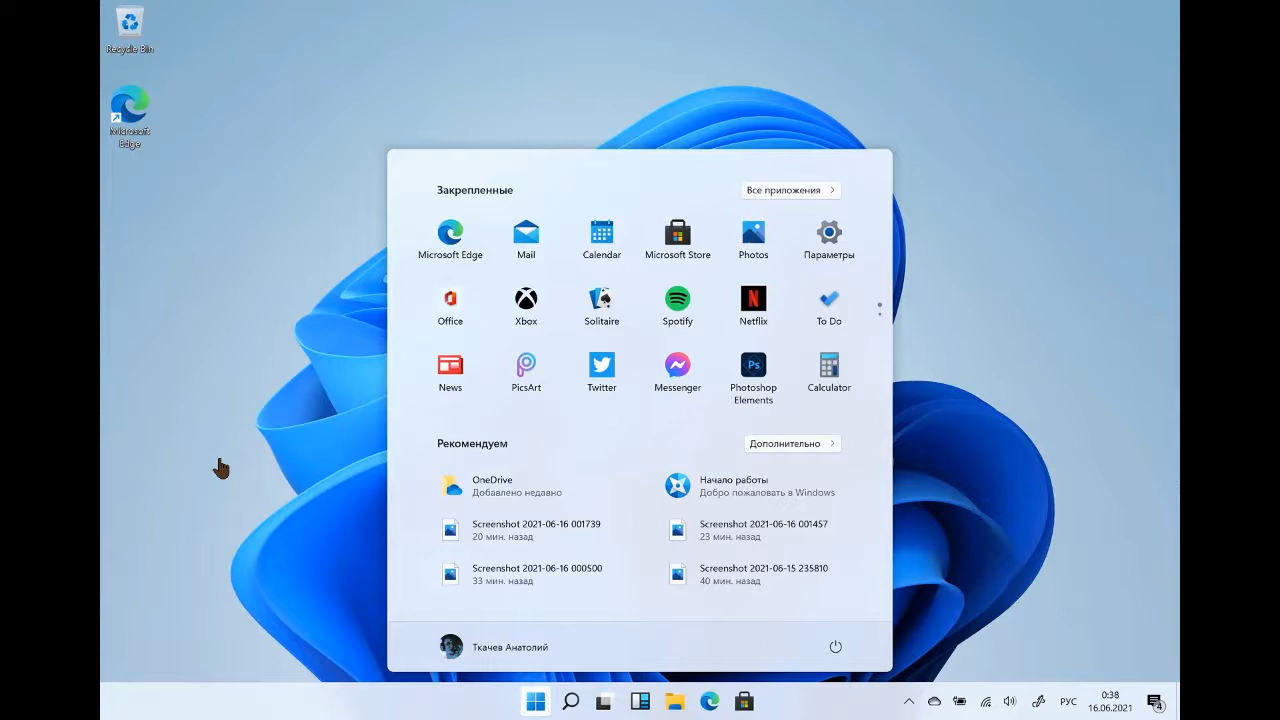 Recycle Bin
Microsoft
Edge
Закрепленные
Все приложения
Microsoft Edge
Mail
Calendar
Microsoft Store
Photos
Параметры
Office
Xbox
Solitaire
Spotify
Netflix
To Do
News
PicsArt
Twitter
Messenger
Ps
Photoshop
Elements
Calculator
Рекомендуем
Дополнительно
OneDrive
Добавлено недавно
Начало работы
Добро пожаловать в Windows
Screenshot 2021-06-16 001739
20 мин. назад
Screenshot 2021-06-16 001457
23 мин. назад
Screenshot 2021-06-16 000500
33 мин. назад
Screenshot 2021-06-15 235810
40 мин. назад
Ткачев Анатолий
РУС
0:38
16.06.2021
4